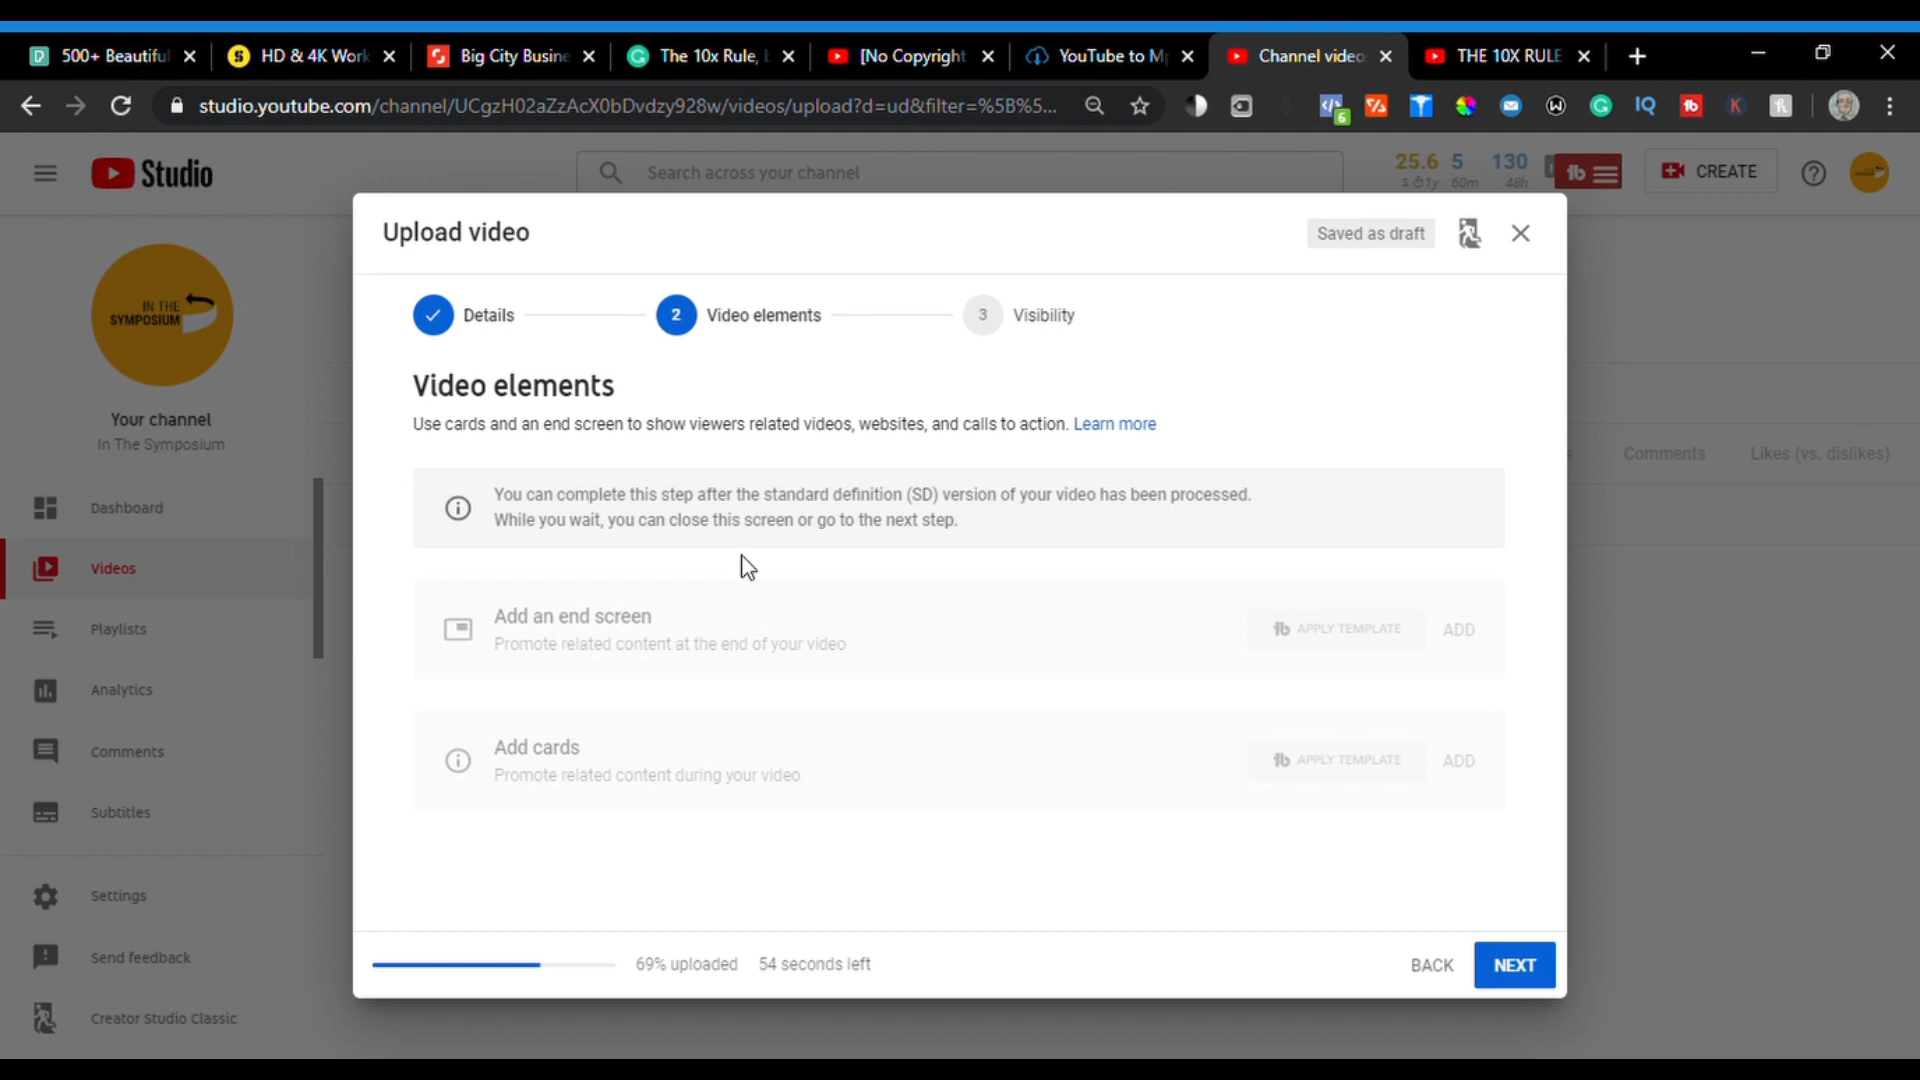 500+ Beautiful
HD & 4K Work
Big City Busine
The 10x Rule, b
[No Copyright
YouTube to Mp
Channel video
THE 10X RULE
studio.youtube.com/channel/UCgzH02aZzAcX0bDvdzy928w/videos/upload?d=ud&filter=%5B%5...
6
IQ
K
Studio
Search across your channel
25.6 5 130
1y 60m 48h
CREATE
Upload video
Saved as draft
IN THE
SYMPOSIUM
Details
2
Video elements
3
Visibility
Video elements
Use cards and an end screen to show viewers related videos, websites, and calls to action. Learn more
Your channel
In The Symposium
Comments
Likes (vs. dislikes)
You can complete this step after the standard definition (SD) version of your video has been processed.
While you wait, you can close this screen or go to the next step.
Dashboard
Videos
Playlists
Analytics
Comments
Subtitles
Settings
Send feedback
Creator Studio Classic
Add an end screen
Promote related content at the end of your video
APPLY TEMPLATE
ADD
Add cards
Promote related content during your video
APPLY TEMPLATE
ADD
69% uploaded
54 seconds left
BACK
NEXT